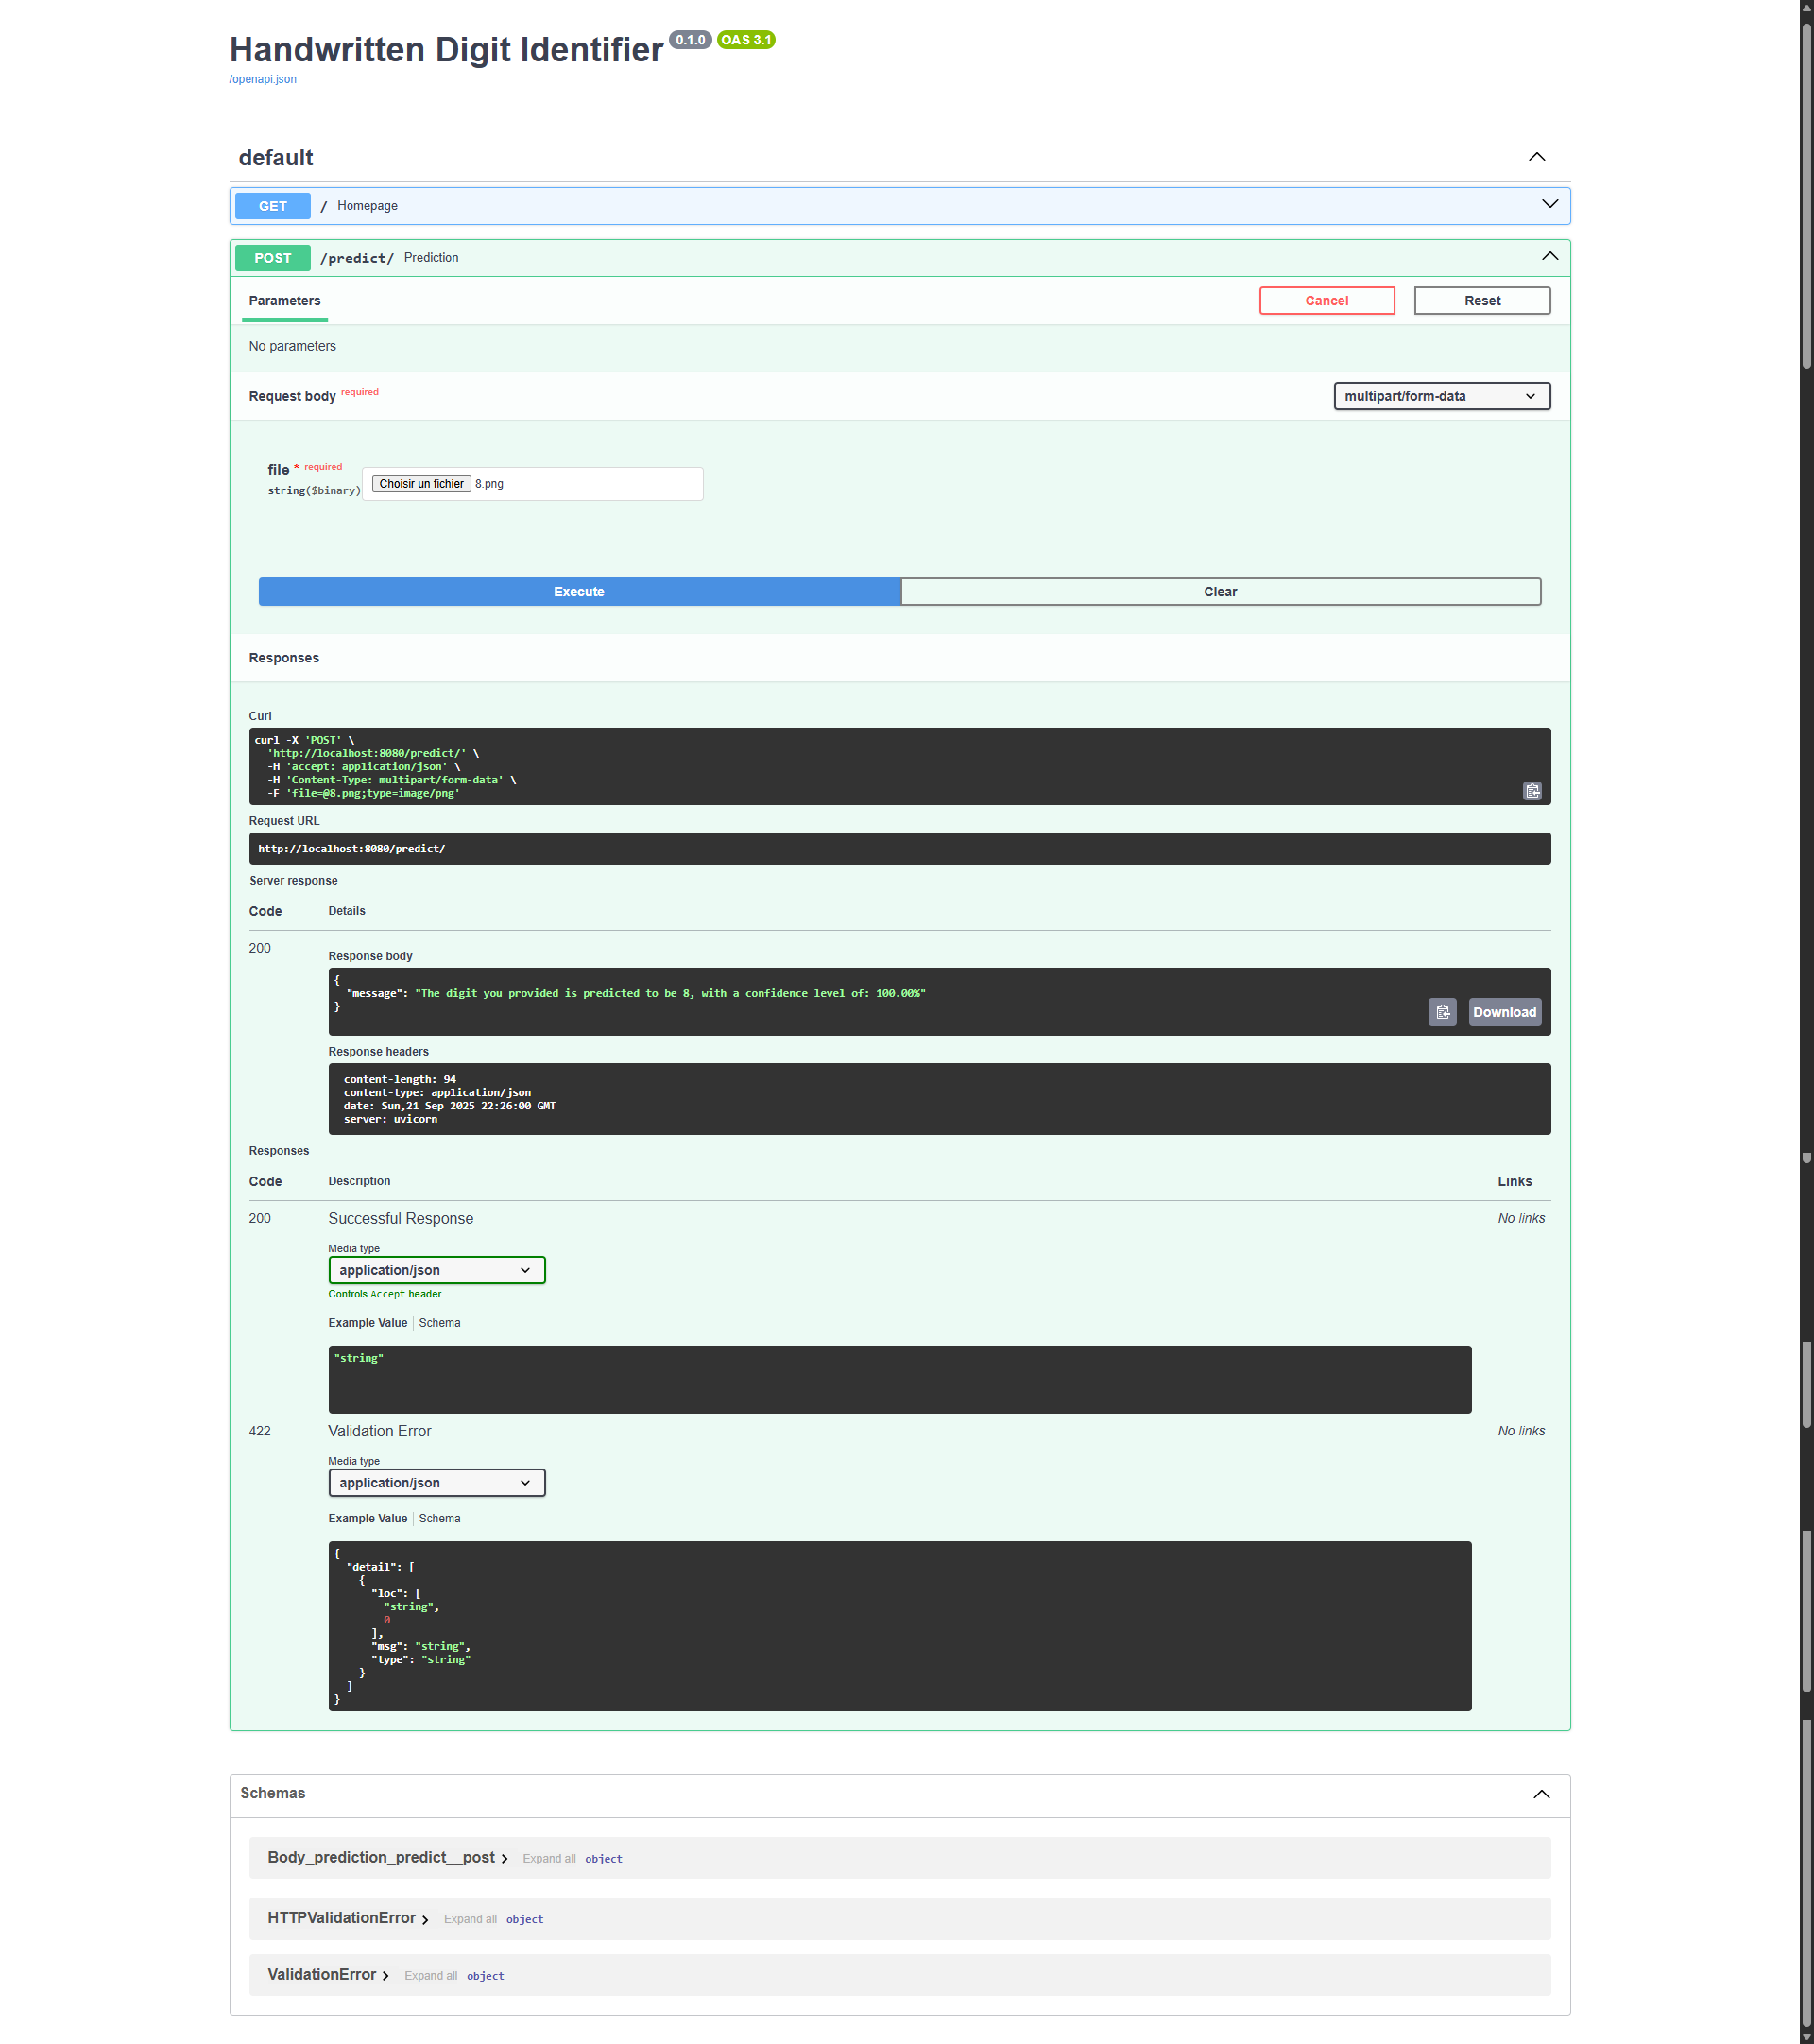 Handwritten Digit Identifier 0.1.0 OAS 3.1
/openapi.json
default
GET / Homepage
POST /predict/ Prediction
Parameters Cancel Reset
No parameters
Request body required multipart/form-data
file * required
string($binary) Choisir un fichier 8.png
Execute Clear
Responses
Curl
curl -X 'POST' \
  'http://localhost:8080/predict/' \
  -H 'accept: application/json' \
  -H 'Content-Type: multipart/form-data' \
  -F 'file=@8.png;type=image/png'
Request URL
http://localhost:8080/predict/
Server response
Code Details
200
Response body
{
  "message": "The digit you provided is predicted to be 8, with a confidence level of: 100.00%"
}
Download
Response headers
content-length: 94
content-type: application/json
date: Sun,21 Sep 2025 22:26:00 GMT
server: uvicorn
Responses
Code Description Links
200 Successful Response No links
Media type
application/json
Controls Accept header.
Example Value Schema
"string"
422 Validation Error No links
Media type
application/json
Example Value Schema
{
  "detail": [
    {
      "loc": [
        "string",
        0
      ],
      "msg": "string",
      "type": "string"
    }
  ]
}
Schemas
Body_prediction_predict__post Expand all object
HTTPValidationError Expand all object
ValidationError Expand all object